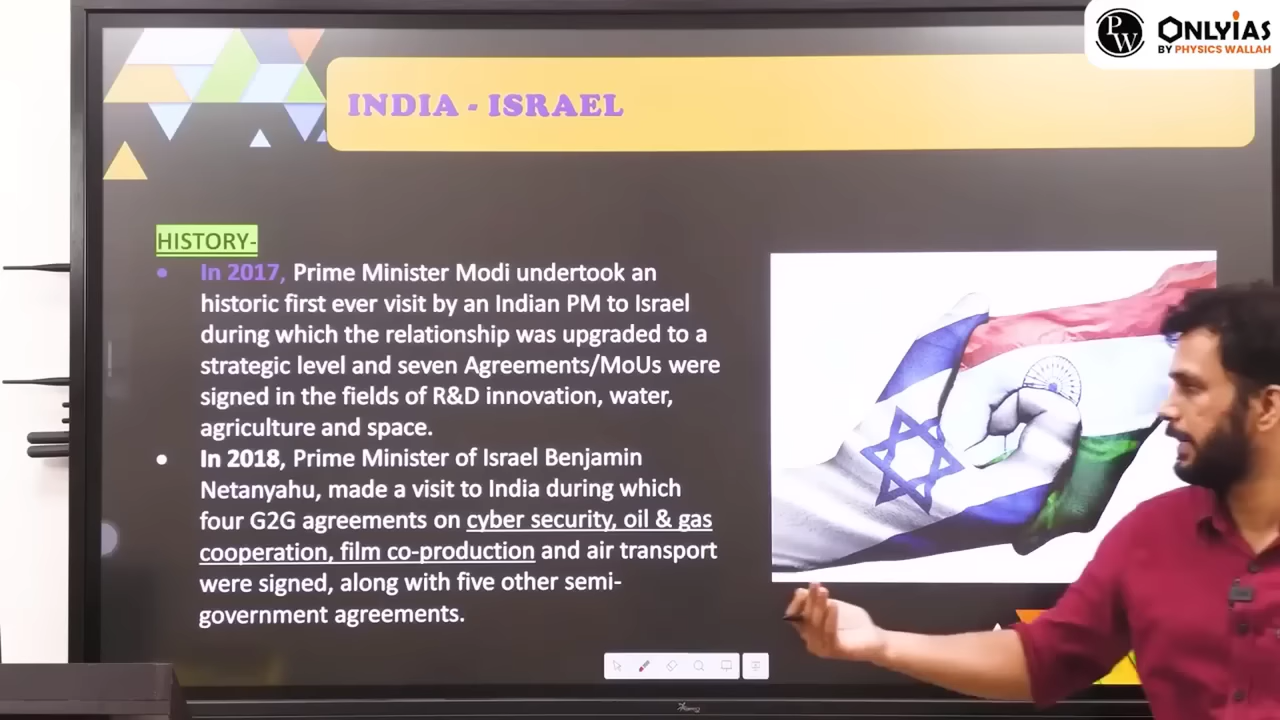 PW
ONLYIAS
BY PHYSICS WALLAH
INDIA - ISRAEL
HISTORY-
In 2017, Prime Minister Modi undertook an
historic first ever visit by an Indian PM to Israel
during which the relationship was upgraded to a
strategic level and seven Agreements/MoUs were
signed in the fields of R&D innovation, water,
agriculture and space.
In 2018, Prime Minister of Israel Benjamin
Netanyahu, made a visit to India during which
four G2G agreements on cyber security, oil & gas
cooperation, film co-production and air transport
were signed, along with five other semi-
government agreements.